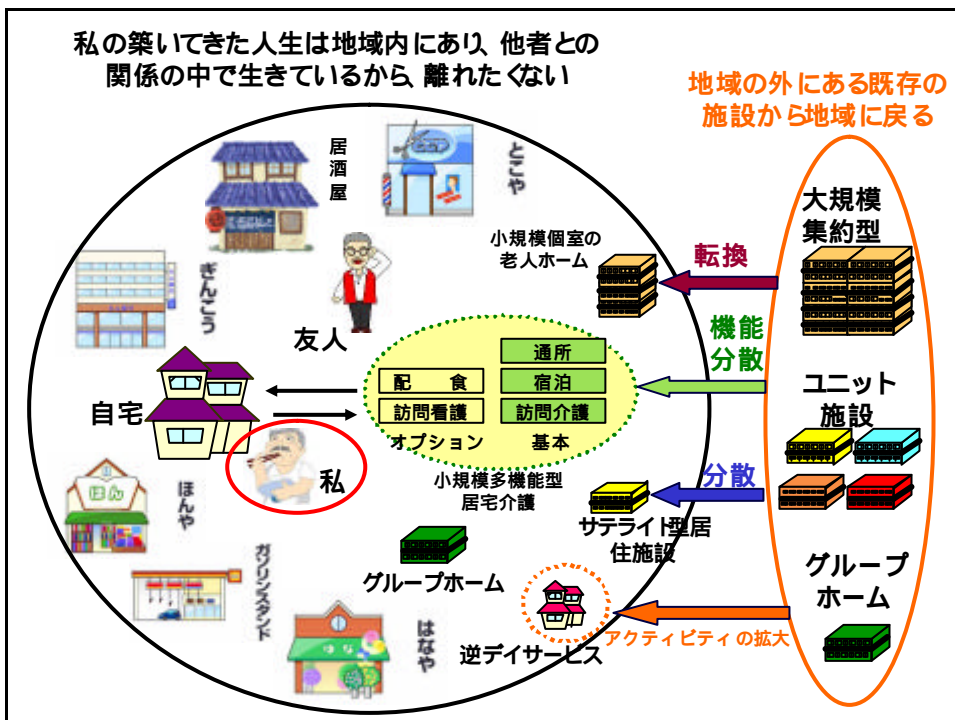 私の築いてきた人生は地域内にあり、他者との
関係の中で生きているから、離れたくない
地域の外にある既存の
施設から地域に戻る
居酒屋
とこや
大規模
集約型
小規模個室の
老人ホーム
転換
ぎんこう
友人
機能
分散
通所
配食
宿泊
訪問看護
訪問介護
オプション
基本
ユニット
施設
自宅
私
小規模多機能型
居宅介護
分散
ほん
ほんや
サテライト型居
住施設
ガソリンスタンド
グループホーム
グループ
ホーム
アクティビティの拡大
逆デイサービス
はなや